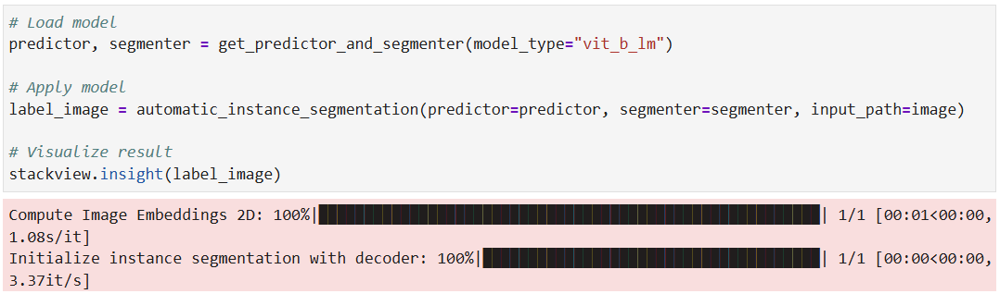 # Load model
predictor, segmenter = get_predictor_and_segmenter(model_type="vit_b_lm")
# Apply model
label_image = automatic_instance_segmentation(predictor=predictor, segmenter=segmenter, input_path=image)
# Visualize result
stackview.insight(label_image)
Compute Image Embeddings 2D: 100%|██████████| 1/1 [00:01<00:00,
1.08s/it]
Initialize instance segmentation with decoder: 100%|██████████| 1/1 [00:00<00:00,
3.37it/s]